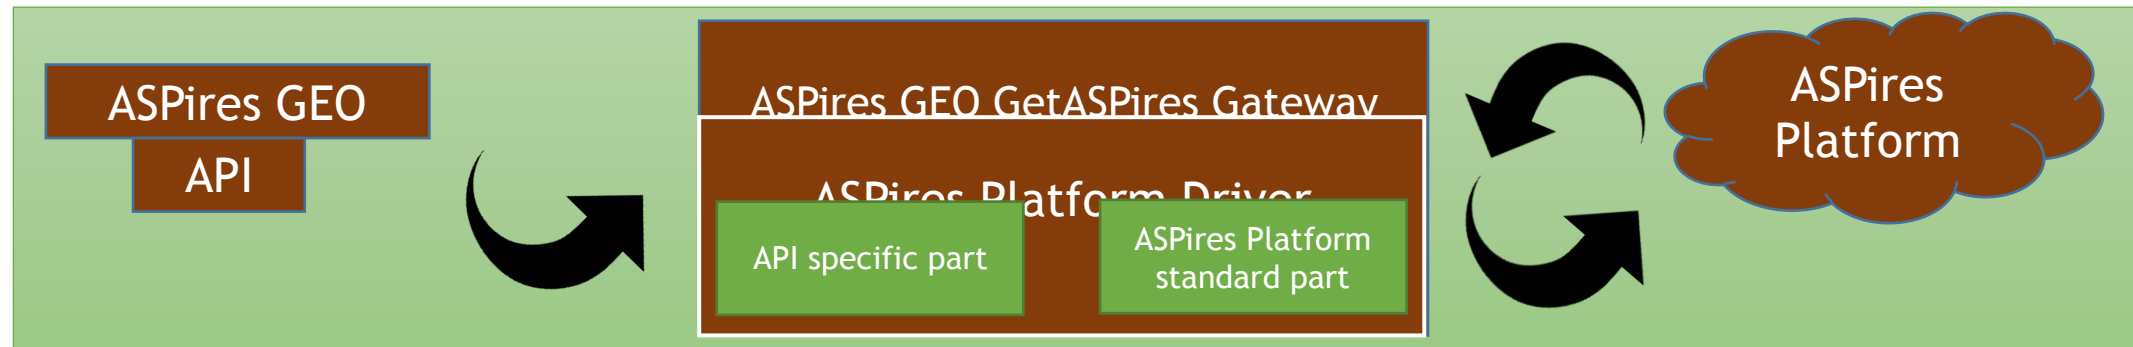 ASPires GEO
API
ASPires GEO GetASPires Gateway
ASPires Platform Driver
API specific part
ASPires Platform
standard part
ASPires
Platform